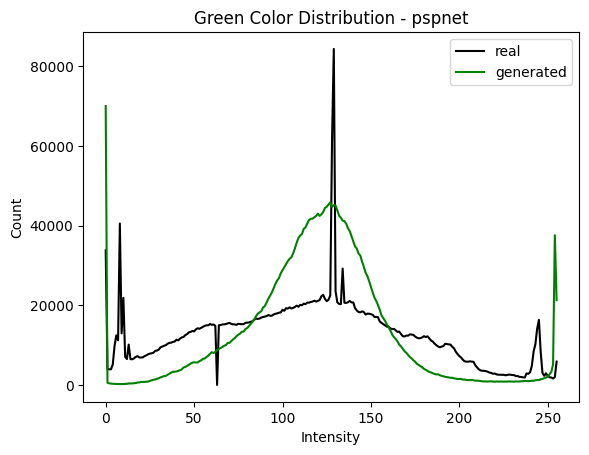 Green Color Distribution - pspnet
real
generated
80000
60000
40000
20000
0
Count
0
50
100
150
200
250
Intensity